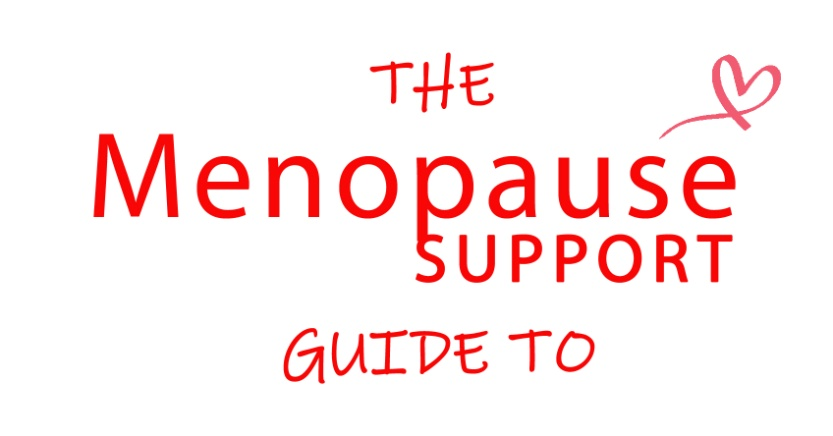 THE
Menopause
SUPPORT
GUIDE TO